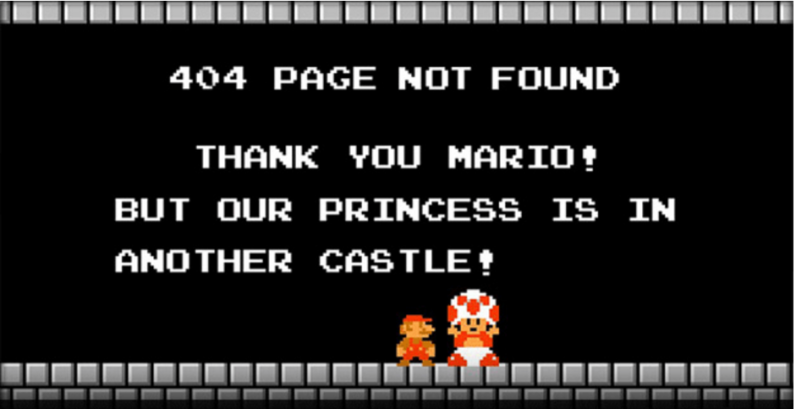 404 PAGE NOT FOUND
THANK YOU MARIO!
BUT OUR PRINCESS IS IN
ANOTHER CASTLE!